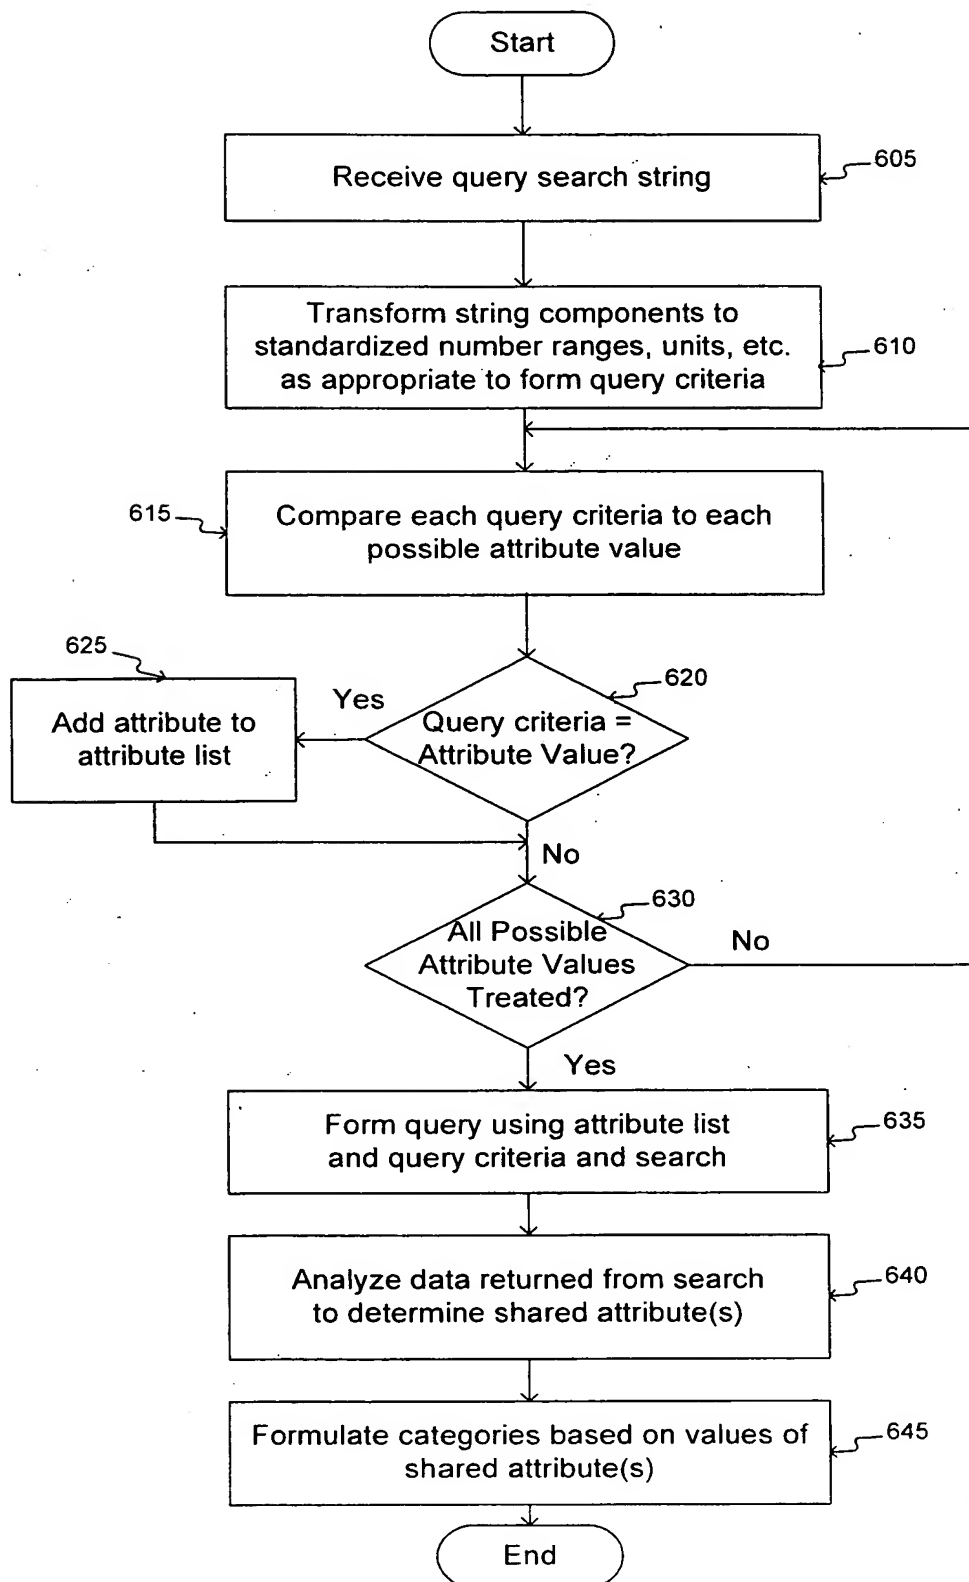 Start
Receive query search string
605
Transform string components to
standardized number ranges, units, etc.
as appropriate to form query criteria
610
615
Compare each query criteria to each
possible attribute value
625
Add attribute to
attribute list
Yes
620
Query criteria =
Attribute Value?
No
630
All Possible
Attribute Values
Treated?
No
Yes
Form query using attribute list
and query criteria and search
635
Analyze data returned from search
to determine shared attribute(s)
640
Formulate categories based on values of
shared attribute(s)
645
End